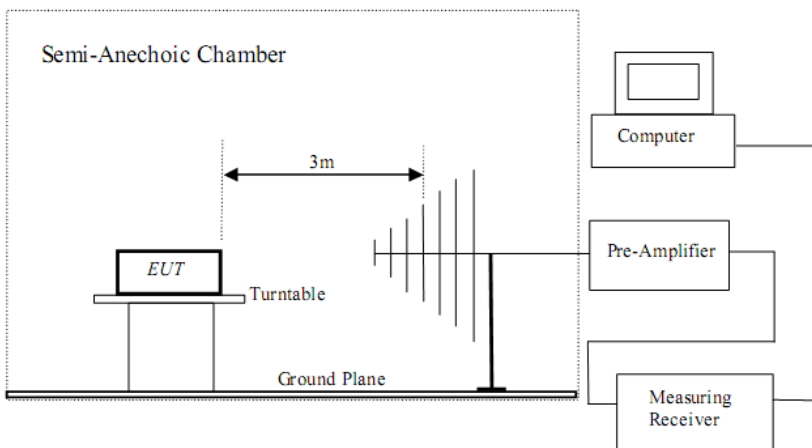 Semi-Anechoic Chamber
Computer
3m
Pre-Amplifier
EUT
Turntable
Ground Plane
Measuring
Receiver